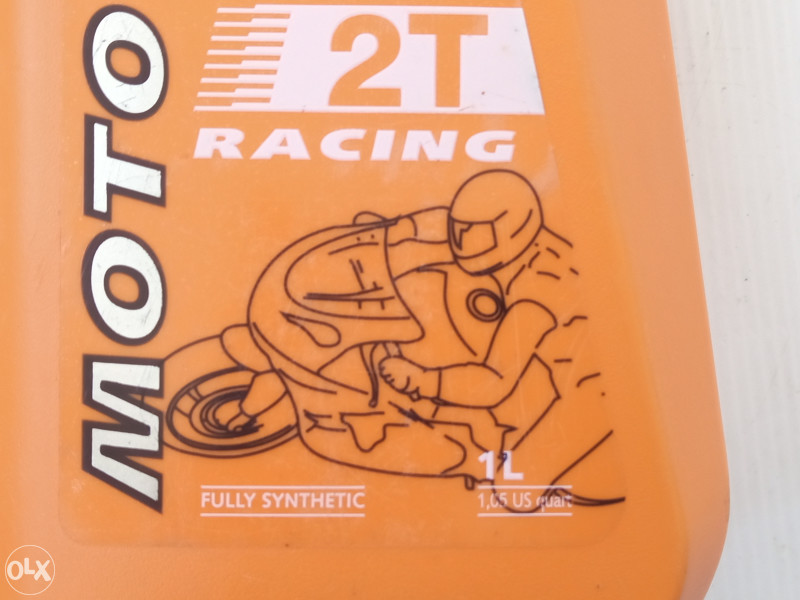 MOTO
2T
RACING
FULLY SYNTHETIC
1L
1,05 US quart
OLX